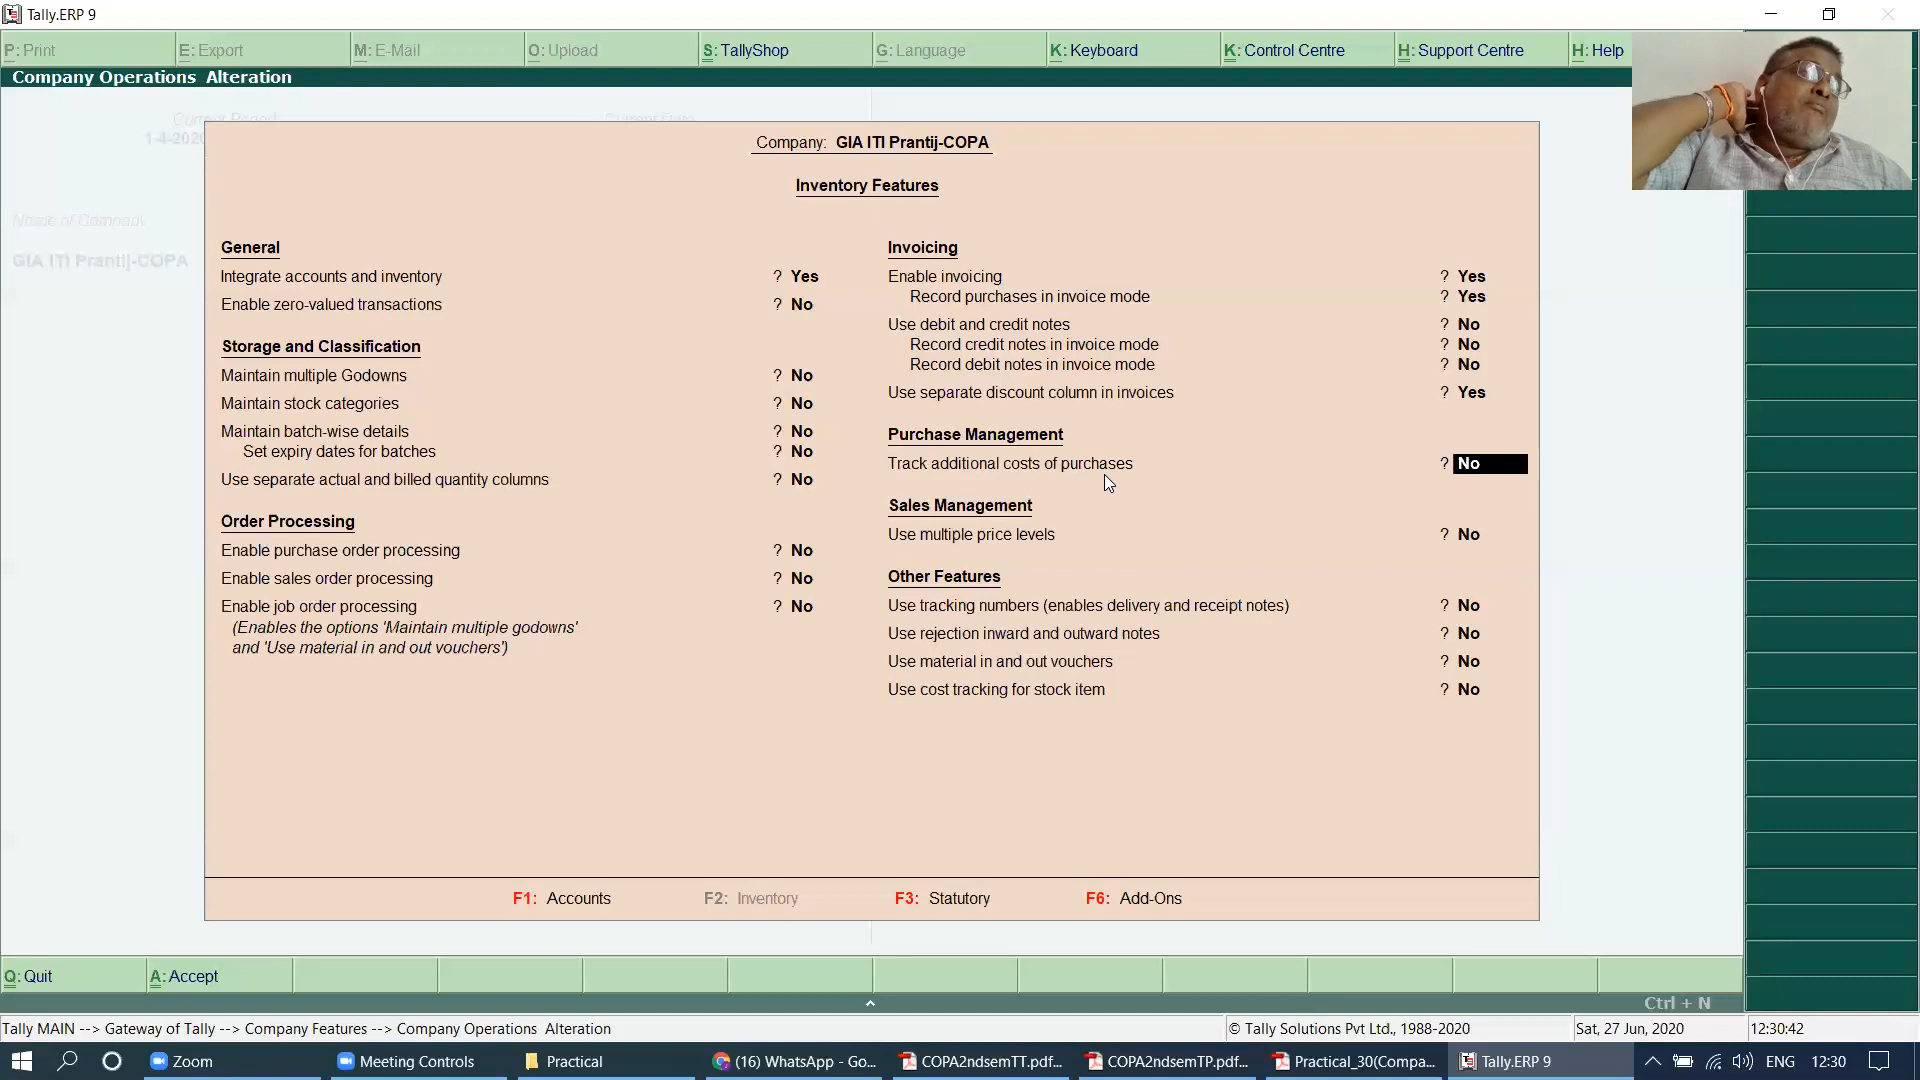 Tally.ERP 9
P: Print
E: Export
M: E-Mail
O: Upload
S: TallyShop
G: Language
K: Keyboard
K: Control Centre
H: Support Centre
H: Help
Company Operations Alteration
Current Period
Current Date
1-4-2020
Name of Company
GIA ITI Prantij-COPA
Company: GIA ITI Prantij-COPA
Inventory Features
General
Integrate accounts and inventory ? Yes
Enable zero-valued transactions ? No
Storage and Classification
Maintain multiple Godowns ? No
Maintain stock categories ? No
Maintain batch-wise details ? No
Set expiry dates for batches ? No
Use separate actual and billed quantity columns ? No
Order Processing
Enable purchase order processing ? No
Enable sales order processing ? No
Enable job order processing ? No
(Enables the options 'Maintain multiple godowns'
and 'Use material in and out vouchers')
Invoicing
Enable invoicing ? Yes
Record purchases in invoice mode ? Yes
Use debit and credit notes ? No
Record credit notes in invoice mode ? No
Record debit notes in invoice mode ? No
Use separate discount column in invoices ? Yes
Purchase Management
Track additional costs of purchases ? No
Sales Management
Use multiple price levels ? No
Other Features
Use tracking numbers (enables delivery and receipt notes) ? No
Use rejection inward and outward notes ? No
Use material in and out vouchers ? No
Use cost tracking for stock item ? No
F1: Accounts
F2: Inventory
F3: Statutory
F6: Add-Ons
Q: Quit
A: Accept
Ctrl + N
Tally MAIN --> Gateway of Tally --> Company Features --> Company Operations Alteration
© Tally Solutions Pvt Ltd., 1988-2020
Sat, 27 Jun, 2020
12:30:42
Zoom
Meeting Controls
Practical
(16) WhatsApp - Go...
COPA2ndsemTT.pdf...
COPA2ndsemTP.pdf...
Practical_30(Compa...
Tally.ERP 9
ENG
12:30